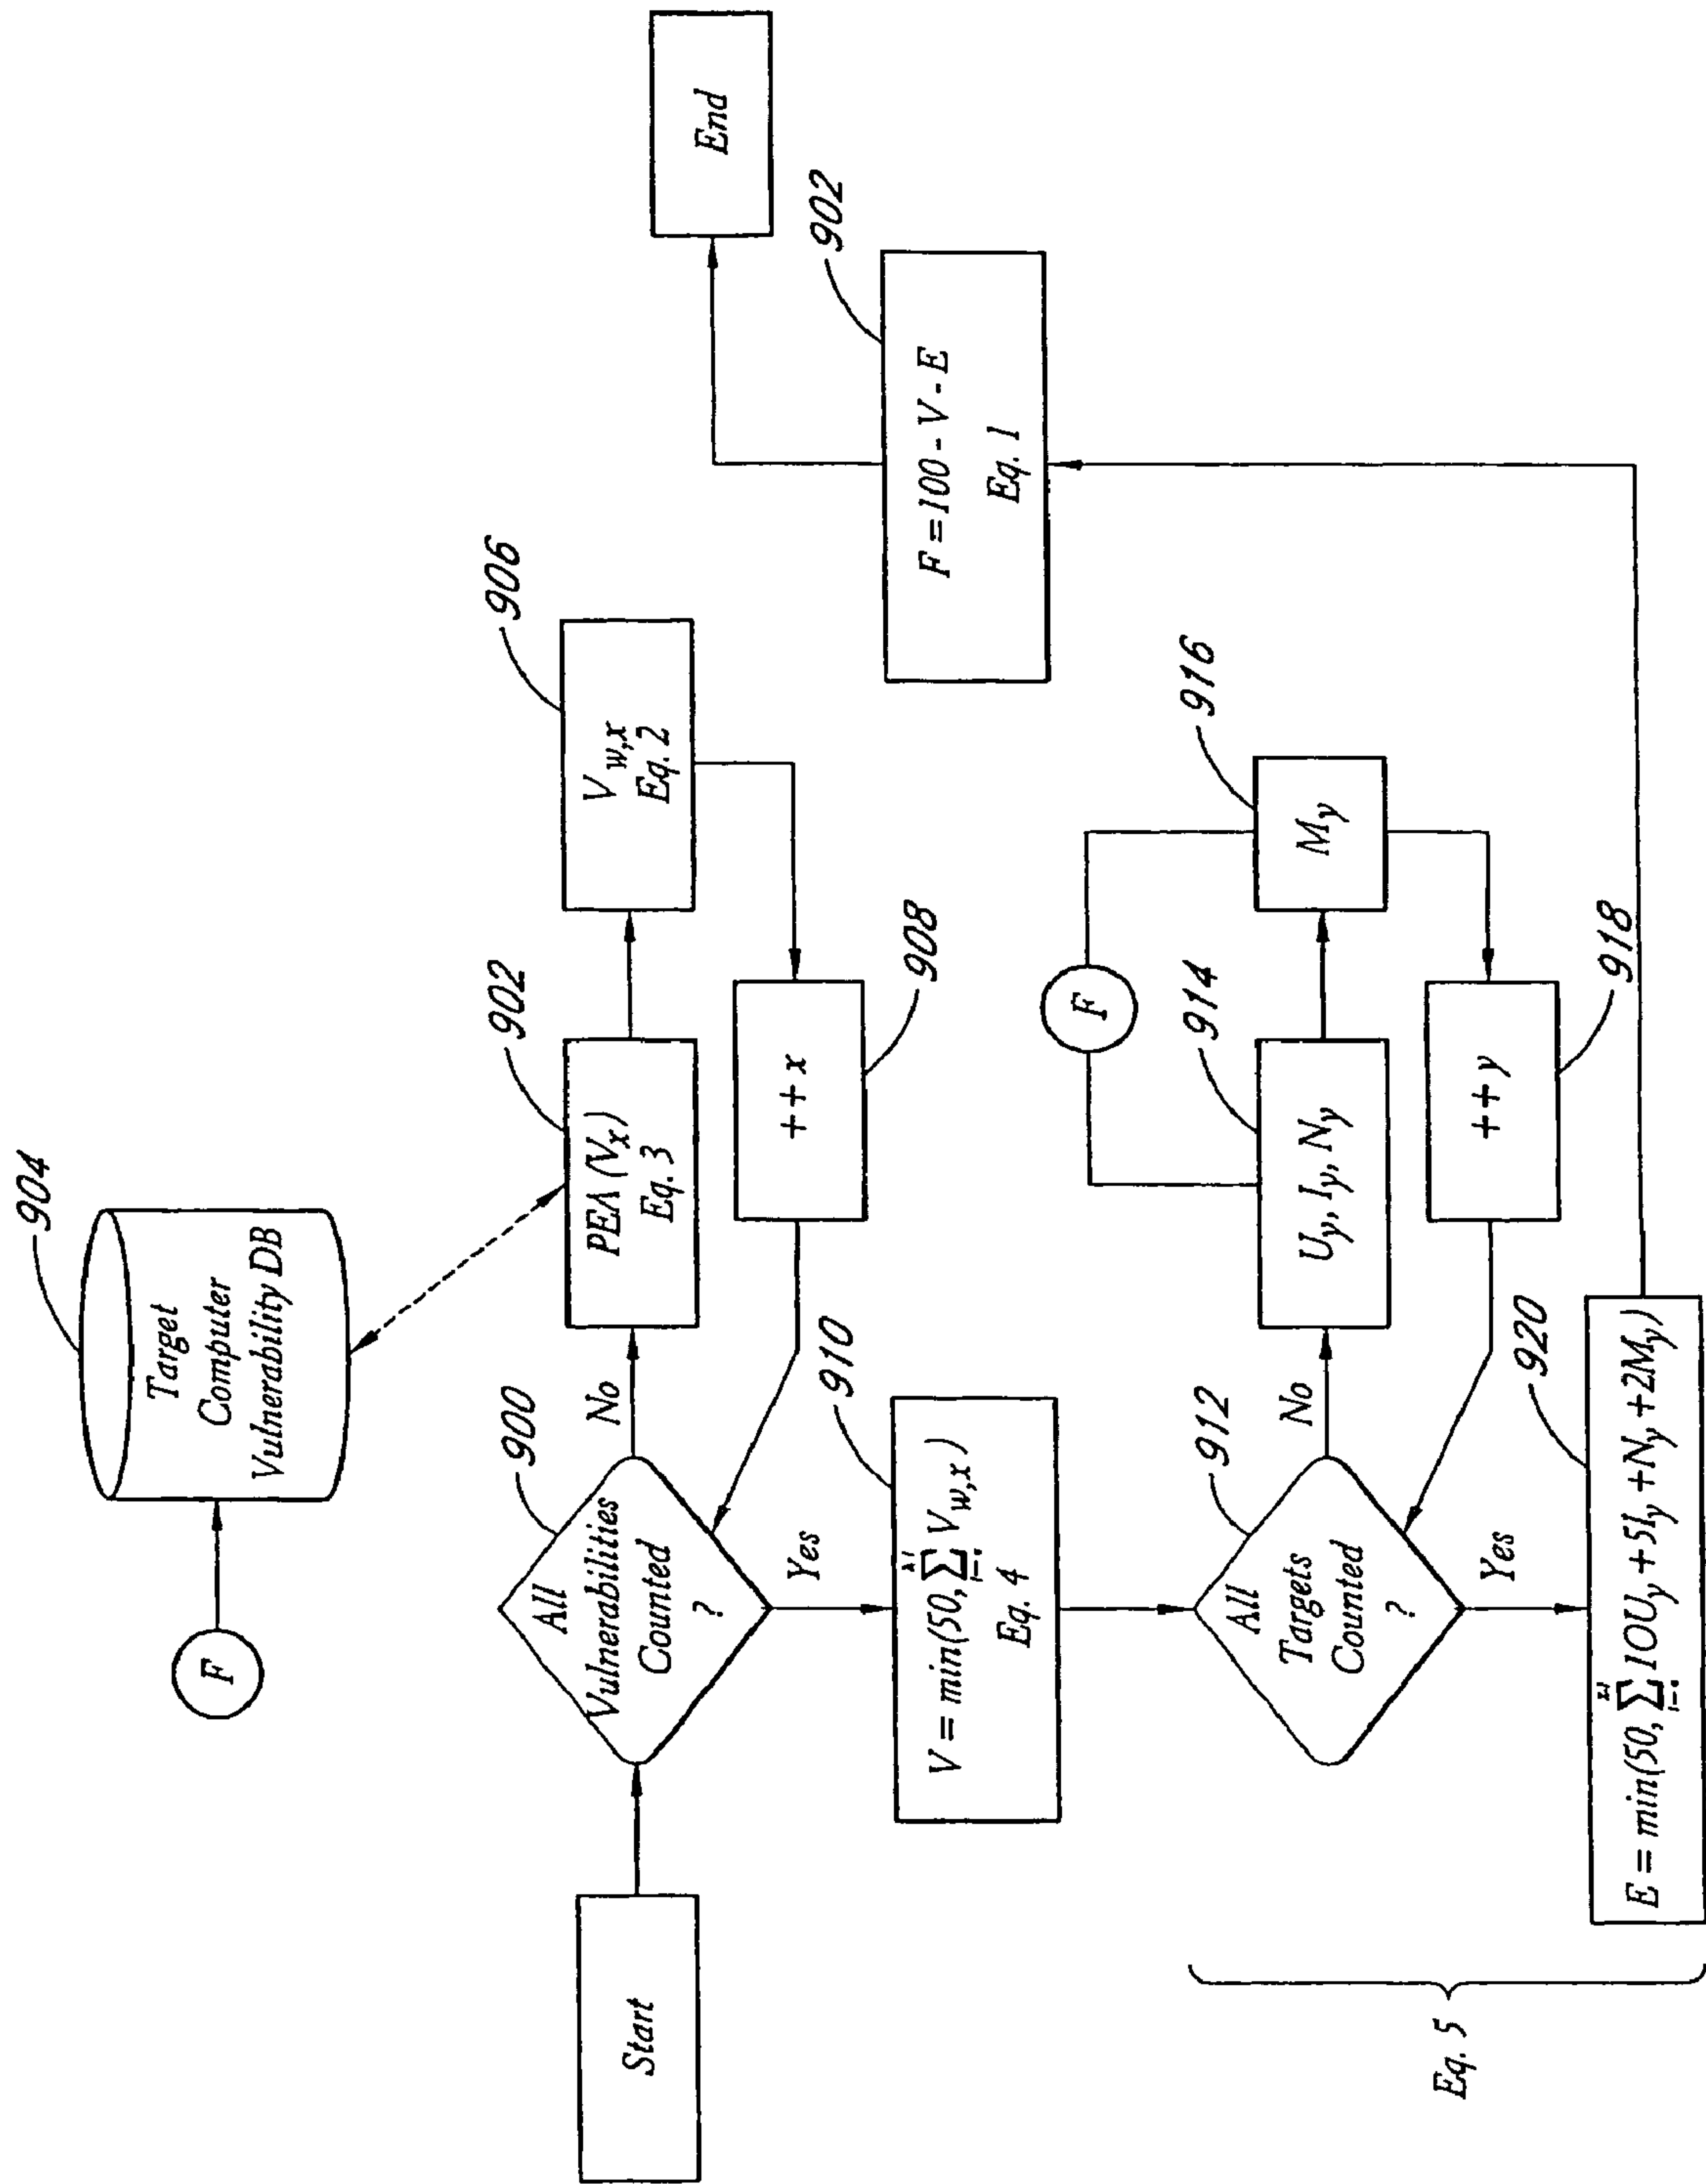 Start
F
904
Target
Computer
Vulnerability DB
900
All
Vulnerabilities
Counted
?
No
Yes
902
PEA (Vx)
Eq. 3
906
Vw,x
Eq. 2
908
++ x
910
V = min(50, ∑ Vw,x)
Eq. 4
912
All
Targets
Counted
?
No
Yes
914
Uy, Iy, Ny
F
916
My
918
++ y
920
E = min(50, ∑ 10Uy + 5Iy + Ny + 2My)
Eq. 5
902
F = 100 - V - E
Eq. 1
End